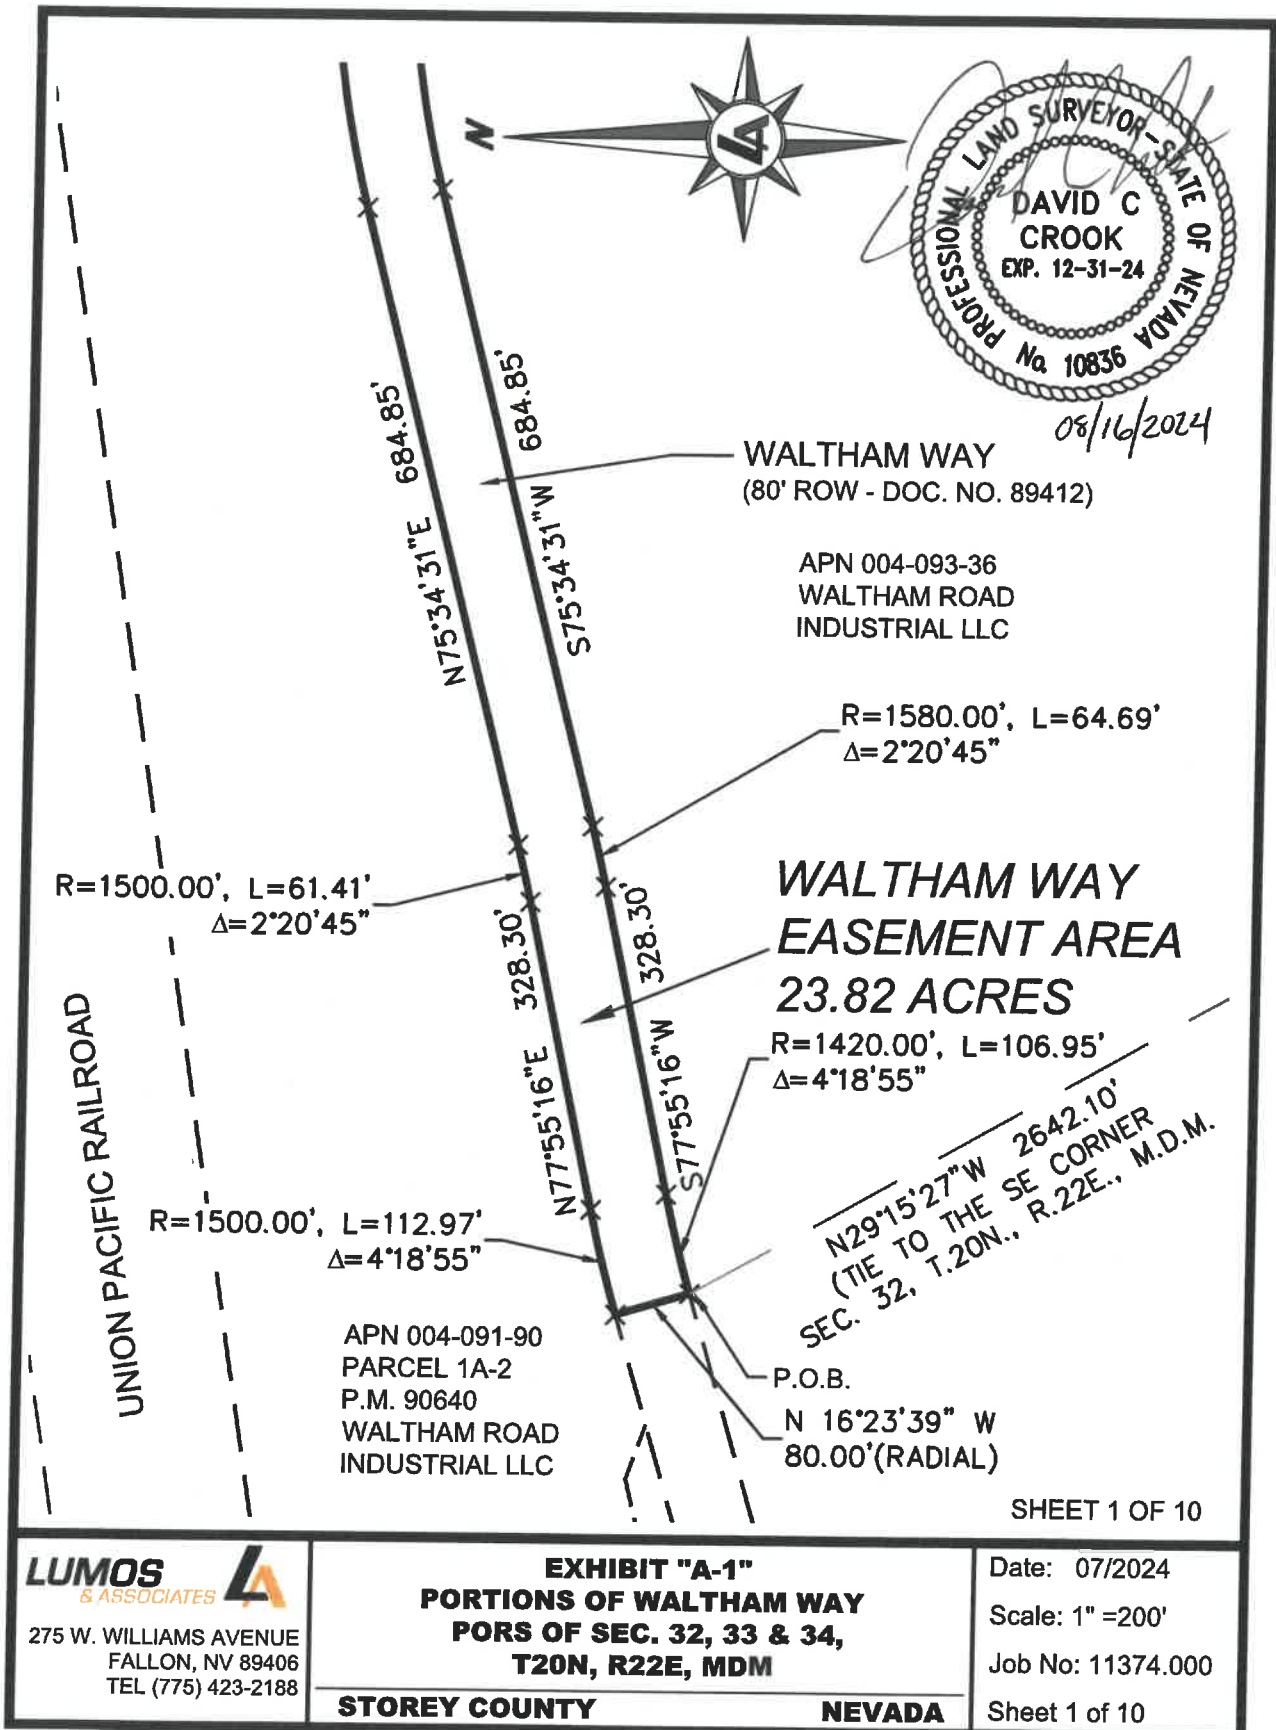 N
LA
PROFESSIONAL LAND SURVEYOR-STATE OF NEVADA
DAVID C
CROOK
EXP. 12-31-24
No. 10836
08/16/2024
684.85'
684.85'
N75°34'31"E
S75°34'31"W
WALTHAM WAY
(80' ROW - DOC. NO. 89412)
APN 004-093-36
WALTHAM ROAD
INDUSTRIAL LLC
R=1580.00', L=64.69'
Δ=2°20'45"
R=1500.00', L=61.41'
Δ=2°20'45"
328.30'
328.30'
WALTHAM WAY
EASEMENT AREA
23.82 ACRES
N77°55'16"E
S77°55'16"W
R=1420.00', L=106.95'
Δ=4°18'55"
UNION PACIFIC RAILROAD
R=1500.00', L=112.97'
Δ=4°18'55"
N29°15'27"W 2642.10'
(TIE TO THE SE CORNER
SEC. 32, T.20N., R.22E., M.D.M.
APN 004-091-90
PARCEL 1A-2
P.M. 90640
WALTHAM ROAD
INDUSTRIAL LLC
P.O.B.
N 16°23'39" W
80.00'(RADIAL)
SHEET 1 OF 10
LUMOS
& ASSOCIATES
LA
275 W. WILLIAMS AVENUE
FALLON, NV 89406
TEL (775) 423-2188
EXHIBIT "A-1"
PORTIONS OF WALTHAM WAY
PORS OF SEC. 32, 33 & 34,
T20N, R22E, MDM
STOREY COUNTY NEVADA
Date: 07/2024
Scale: 1" =200'
Job No: 11374.000
Sheet 1 of 10